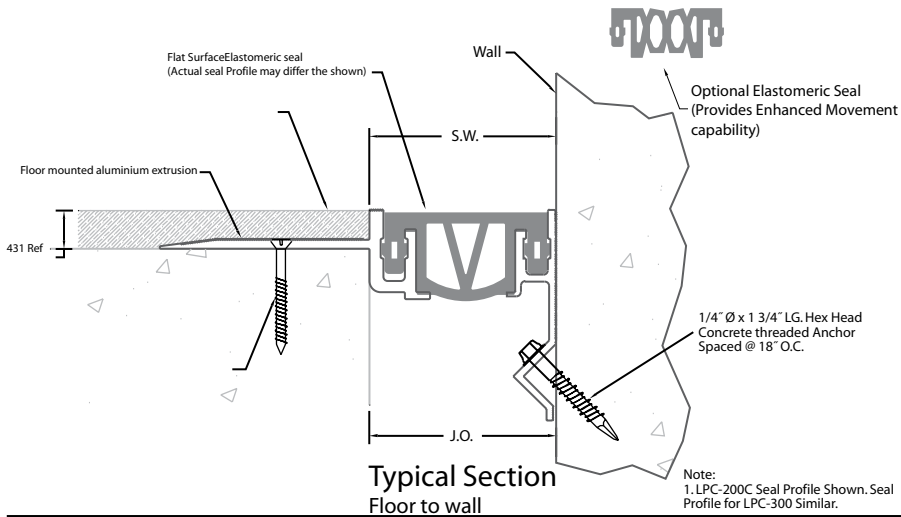 Flat SurfaceElastomeric seal
(Actual seal Profile may differ the shown)
Wall
Optional Elastomeric Seal
(Provides Enhanced Movement
capability)
S.W.
Floor mounted aluminium extrusion
431 Ref
1/4˝ Ø x 1 3/4˝ LG. Hex Head
Concrete threaded Anchor
Spaced @ 18˝ O.C.
J.O.
Typical Section
Floor to wall
Note:
1. LPC-200C Seal Profile Shown. Seal
Profile for LPC-300 Similar.